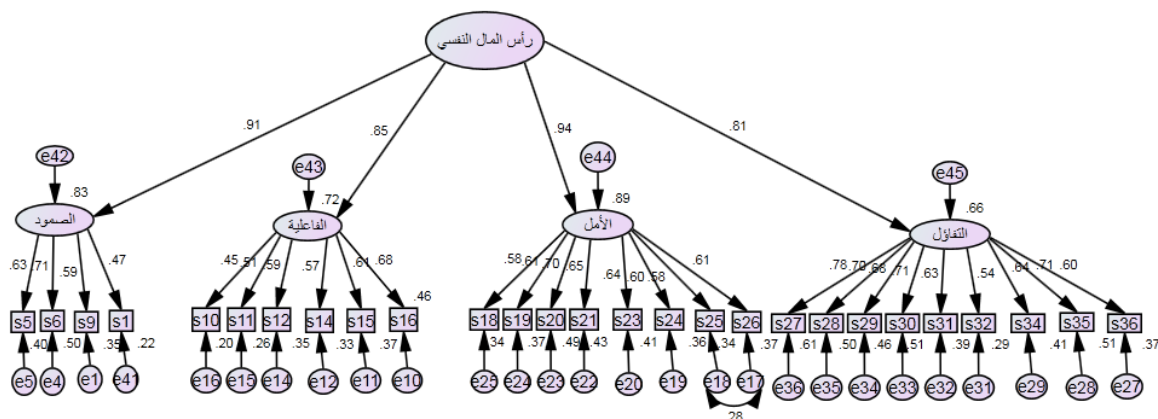 رأس المال النفسي
.91 .85 .94 .81
e42 e43 e44 e45
.83 .72 .89 .66
الصمود الفاعلية الأمل التفاؤل
.63 .71 .59 .47 .45 .51 .59 .57 .61 .68 .58 .61 .70 .65 .64 .60 .58 .61 .78 .70 .68 .71 .63 .54 .64 .71 .60
s5 s6 s9 s1 s10 s11 s12 s14 s15 s16 s18 s19 s20 s21 s23 s24 s25 s26 s27 s28 s29 s30 s31 s32 s34 s35 s36
.40 .50 .35 .22 .20 .26 .35 .33 .37 .46 .34 .37 .49 .43 .41 .36 .34 .37 .61 .50 .46 .51 .39 .29 .41 .51 .37
e5 e4 e1 e41 e16 e15 e14 e12 e11 e10 e25 e24 e23 e22 e20 e19 e18 e17 e36 e35 e34 e33 e32 e31 e29 e28 e27
.28